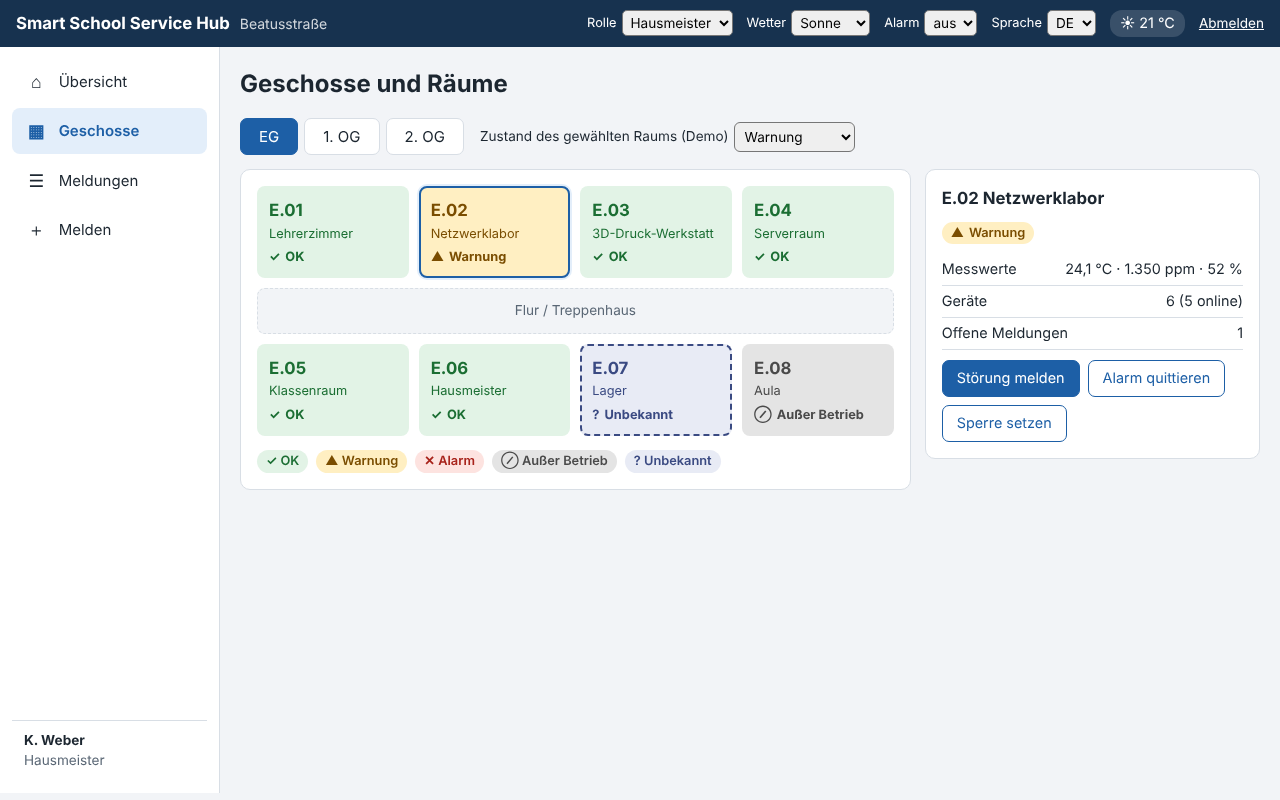 Smart School Service Hub Beatusstraße Rolle Hausmeister Wetter Sonne Alarm aus Sprache DE ☀ 21 °C Abmelden
⌂ Übersicht
▦ Geschosse
☰ Meldungen
+ Melden
K. Weber
Hausmeister
Geschosse und Räume
EG 1. OG 2. OG Zustand des gewählten Raums (Demo) Warnung
E.01
Lehrerzimmer
✓ OK
E.02
Netzwerklabor
▲ Warnung
E.03
3D-Druck-Werkstatt
✓ OK
E.04
Serverraum
✓ OK
Flur / Treppenhaus
E.05
Klassenraum
✓ OK
E.06
Hausmeister
✓ OK
E.07
Lager
? Unbekannt
E.08
Aula
⊘ Außer Betrieb
✓ OK ▲ Warnung ✕ Alarm ⊘ Außer Betrieb ? Unbekannt
E.02 Netzwerklabor
▲ Warnung
Messwerte 24,1 °C · 1.350 ppm · 52 %
Geräte 6 (5 online)
Offene Meldungen 1
Störung melden Alarm quittieren
Sperre setzen